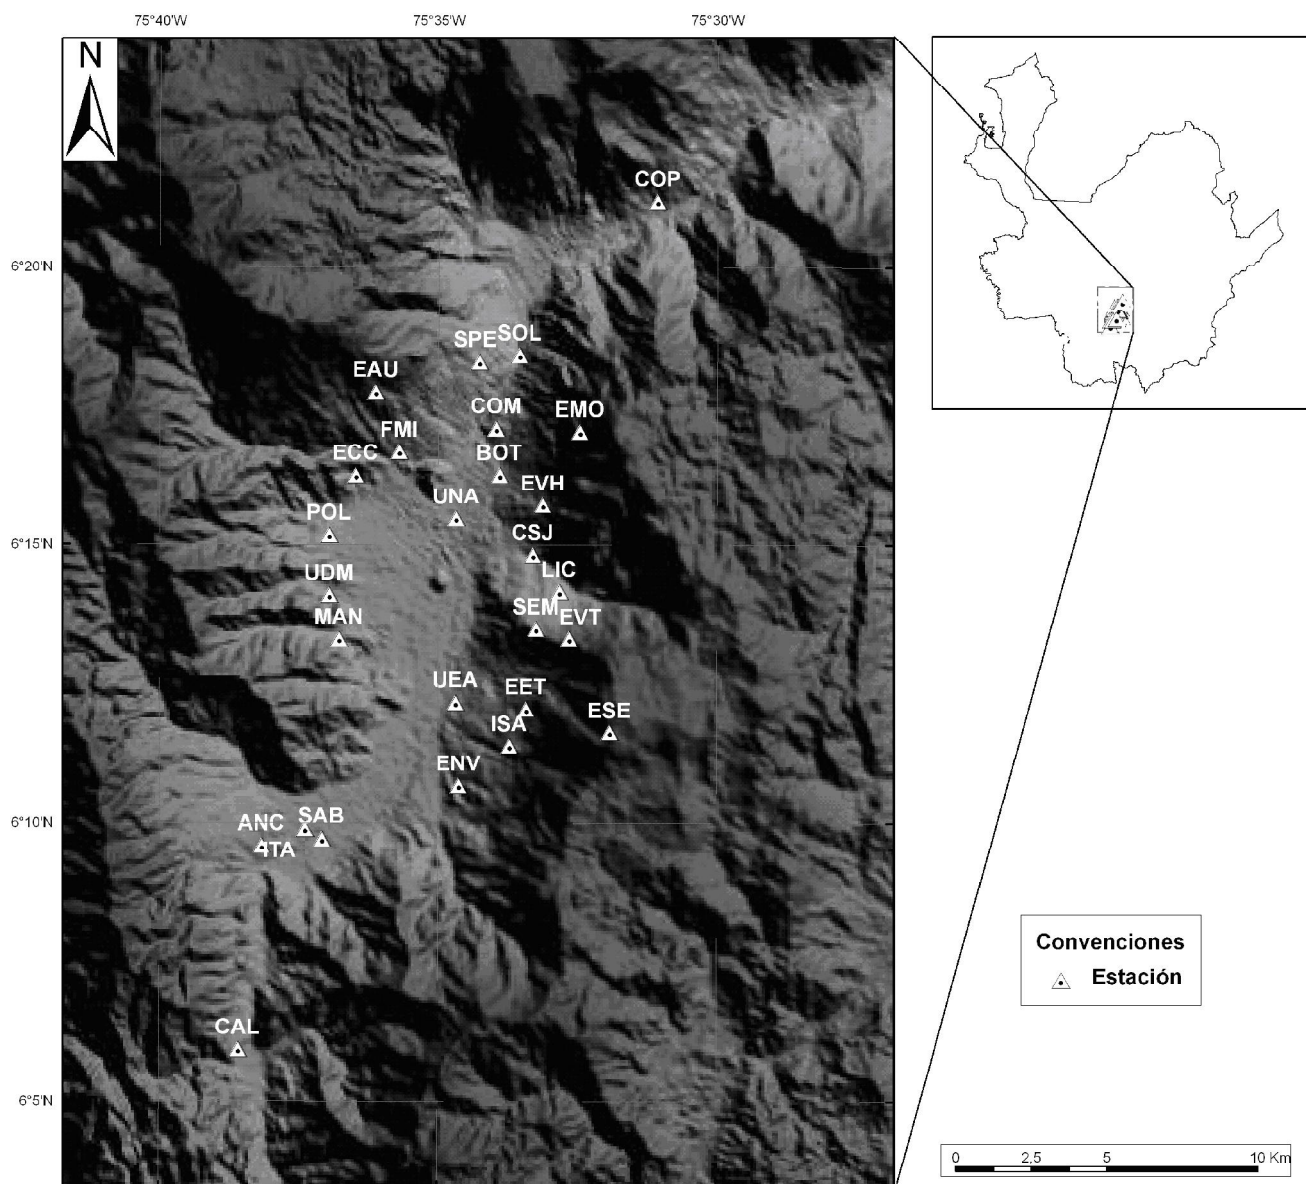 75°40'W 75°35'W 75°30'W
N
COP
6°20'N
SPE SOL
EAU
COM EMO
FMI
ECC BOT
EVH
UNA
POL
6°15'N
CSJ
LIC
UDM
SEM EVT
MAN
UEA EET
ESE
ISA
ENV
6°10'N
ANC SAB
ITA
CAL
6°5'N
Convenciones
Estación
0 2.5 5 10 Km